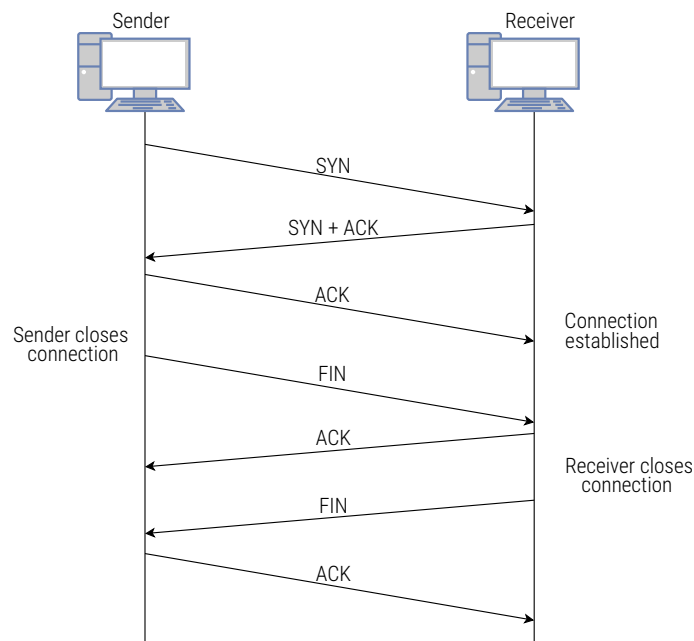 Sender
Receiver
SYN
SYN + ACK
ACK
Connection
established
Sender closes
connection
FIN
ACK
Receiver closes
connection
FIN
ACK